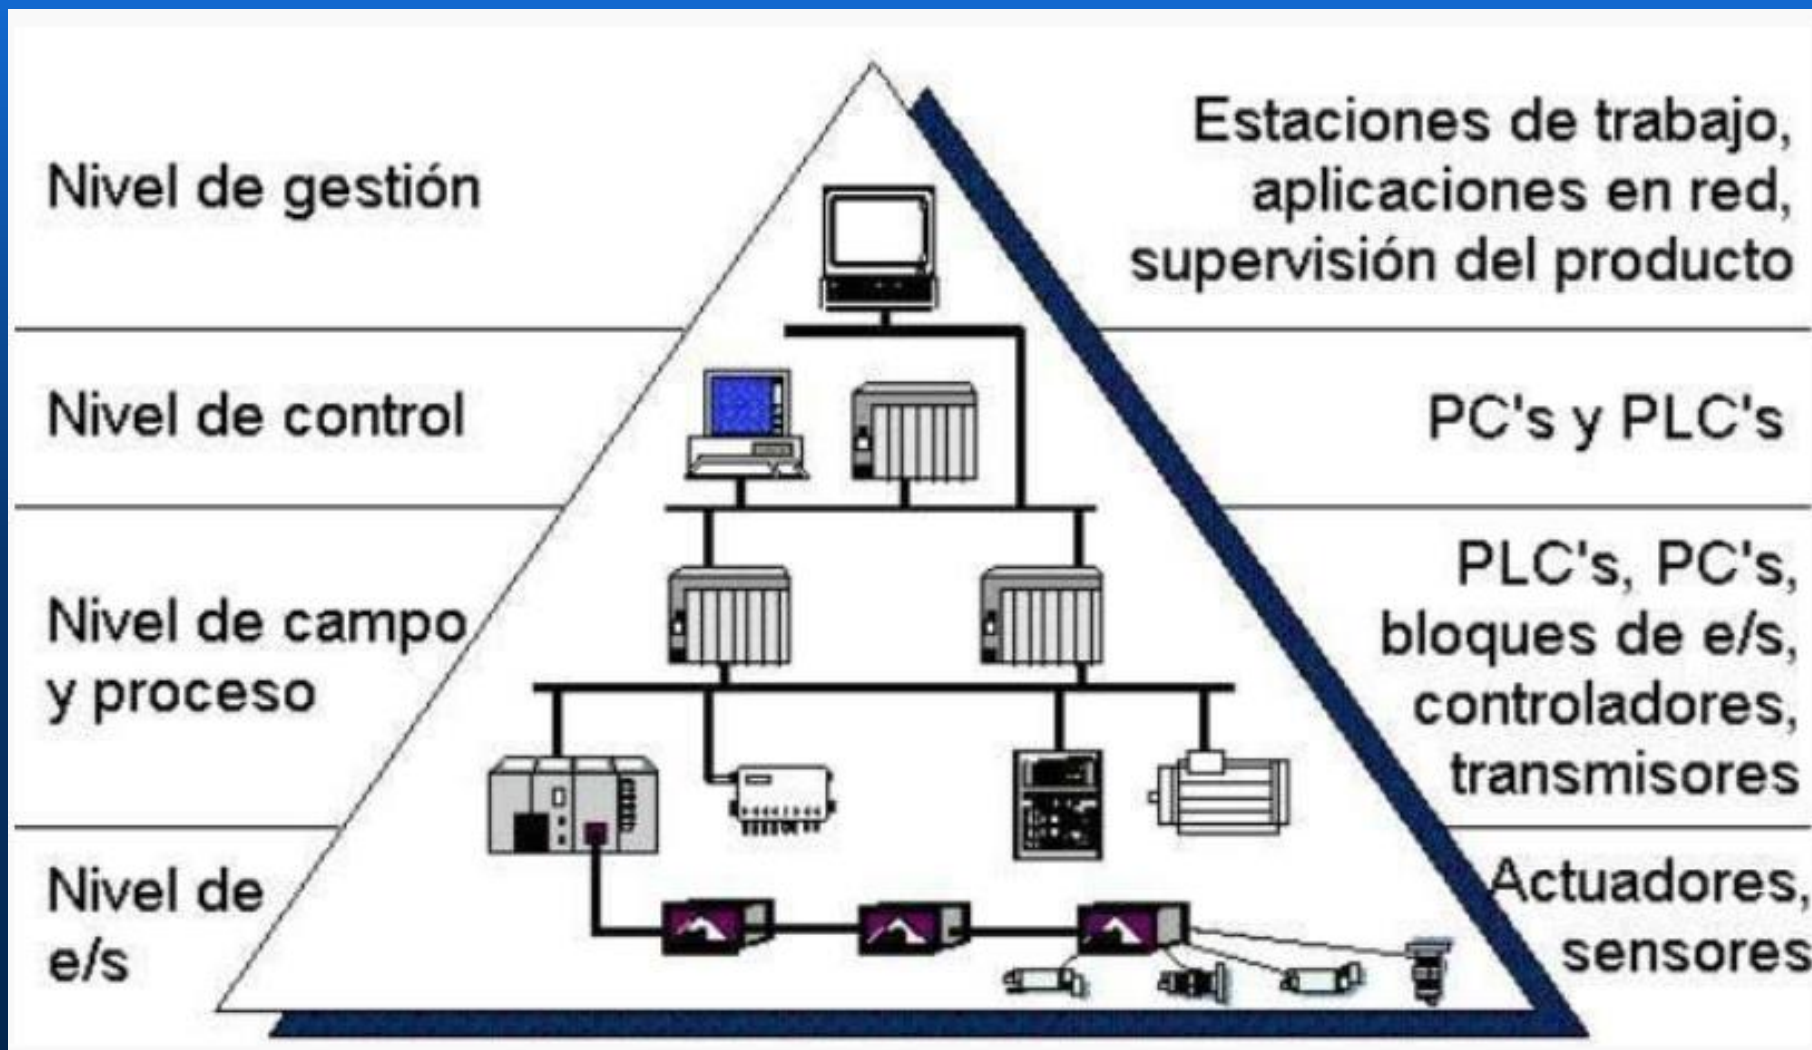 Nivel de gestión
Estaciones de trabajo,
aplicaciones en red,
supervisión del producto
Nivel de control
PC's y PLC's
Nivel de campo
y proceso
PLC's, PC's,
bloques de e/s,
controladores,
transmisores
Nivel de
e/s
Actuadores,
sensores